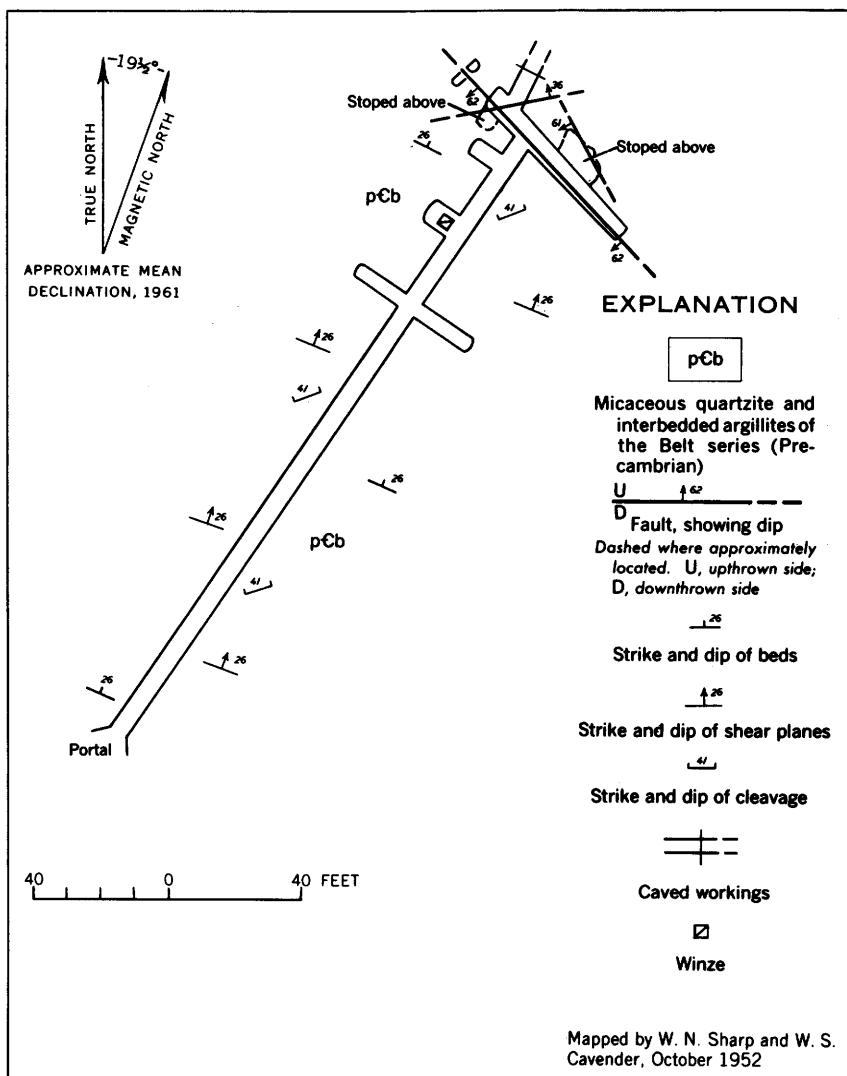 -19½°
TRUE NORTH
MAGNETIC NORTH
APPROXIMATE MEAN
DECLINATION, 1961
D
U
62
36
Stoped above
61
Stoped above
26
p€b
41
62
26
26
41
26
26
p€b
41
26
26
Portal
40 0 40 FEET
EXPLANATION
p€b
Micaceous quartzite and
interbedded argillites of
the Belt series (Pre-
cambrian)
U 62
D
Fault, showing dip
Dashed where approximately
located. U, upthrown side;
D, downthrown side
26
Strike and dip of beds
26
Strike and dip of shear planes
41
Strike and dip of cleavage
Caved workings
Winze
Mapped by W. N. Sharp and W. S.
Cavender, October 1952